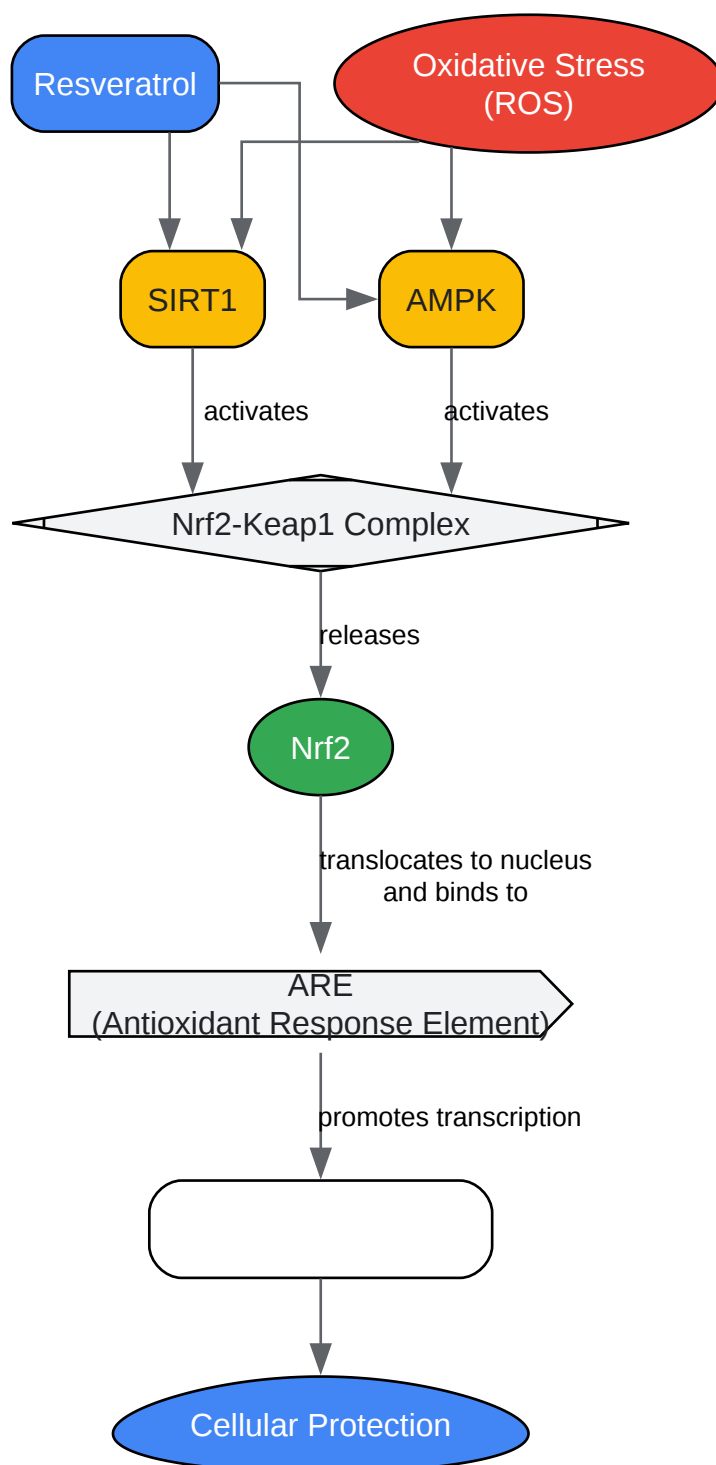 Resveratrol
Oxidative Stress
(ROS)
SIRT1
AMPK
activates
activates
Nrf2-Keap1 Complex
releases
Nrf2
translocates to nucleus
and binds to
ARE
(Antioxidant Response Element)
promotes transcription
Cellular Protection